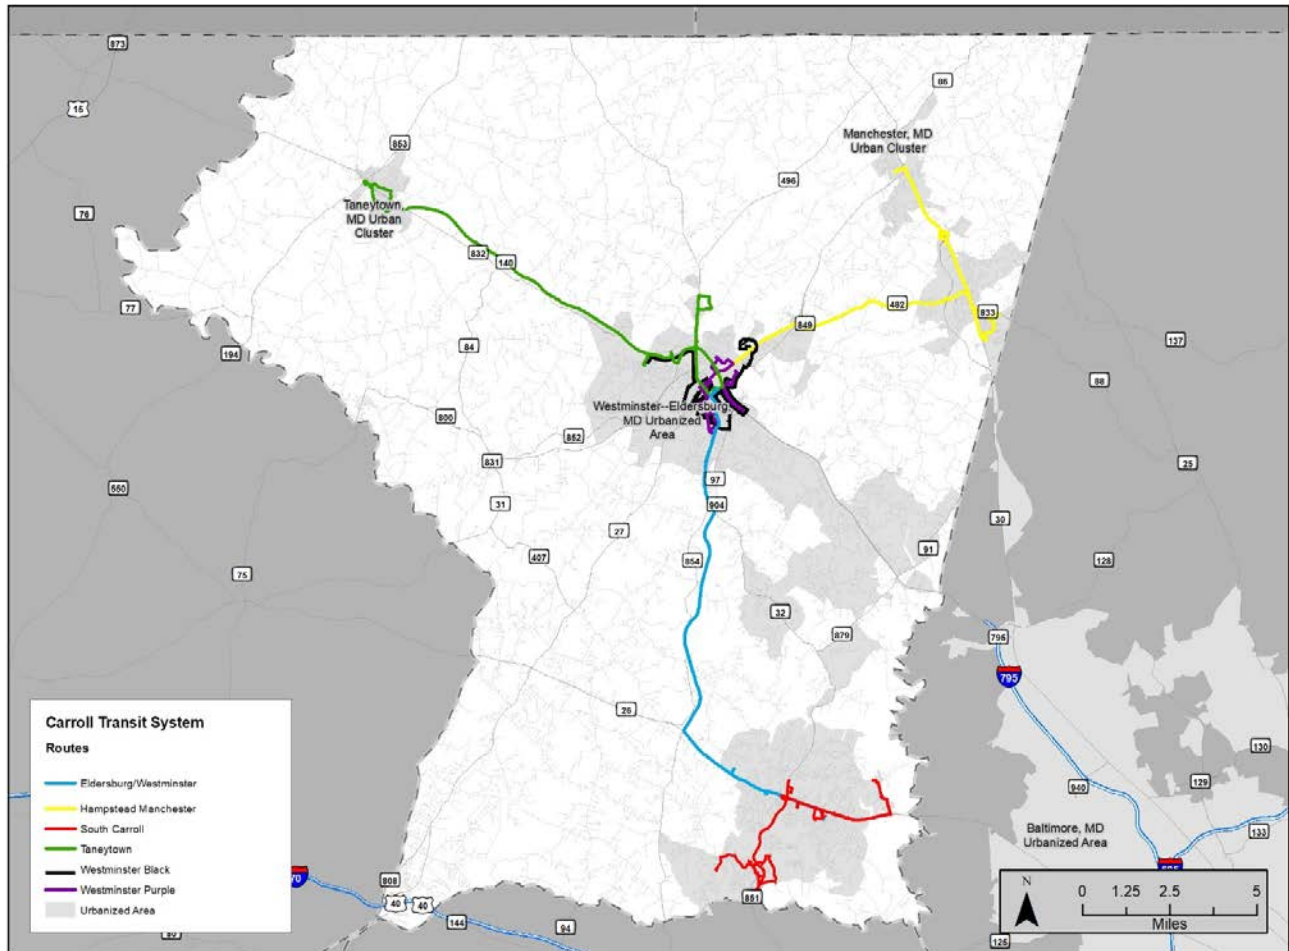 873
15
86
853
Manchester, MD
Urban Cluster
496
76
Taneytown,
MD Urban
Cluster
832
140
77
482
833
849
194
84
137
88
Westminster--Eldersburg,
MD Urbanized
Area
800
852
831
97
25
550
31
904
30
27
407
854
91
128
75
32
879
795
795
26
Carroll Transit System
Routes
Eldersburg/Westminster
Hampstead Manchester
South Carroll
Taneytown
Westminster Black
Westminster Purple
Urbanized Area
130
129
940
133
Baltimore, MD
Urbanized Area
70
808
40
40
144
94
851
N
0 1.25 2.5 5
Miles